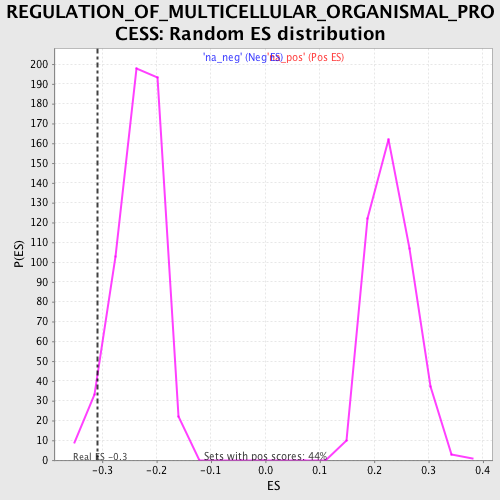 REGULATION_OF_MULTICELLULAR_ORGANISMAL_PRO
CESS: Random ES distribution
'na_neg' (Neg ES) 'na_pos' (Pos ES)
200
190
180
170
160
150
140
130
120
110
100
90
80
70
60
50
40
30
20
10
0
P(ES)
Real ES -0.3
Sets with pos scores: 44%
-0.3 -0.2 -0.1 0.0 0.1 0.2 0.3 0.4
ES